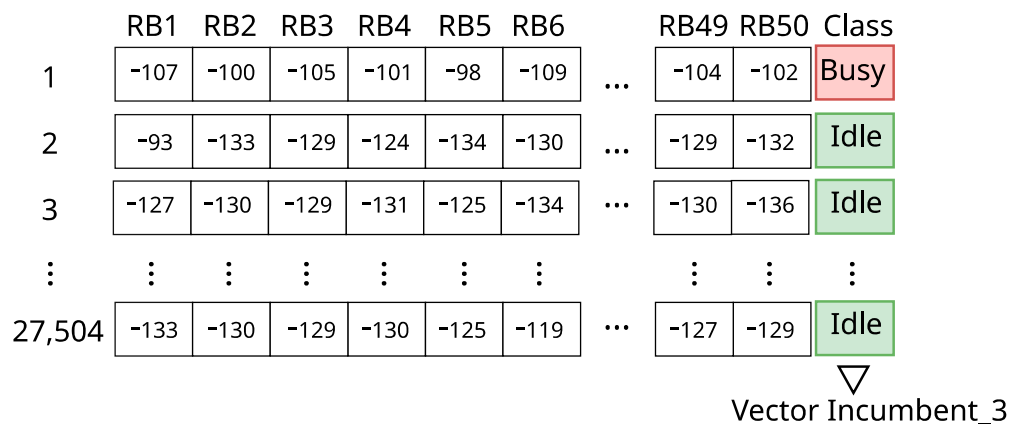 RB1 RB2 RB3 RB4 RB5 RB6 RB49 RB50 Class
1 -107 -100 -105 -101 -98 -109 ... -104 -102 Busy
2 -93 -133 -129 -124 -134 -130 ... -129 -132 Idle
3 -127 -130 -129 -131 -125 -134 ... -130 -136 Idle
⋮ ⋮ ⋮ ⋮ ⋮ ⋮ ⋮ ⋮ ⋮ ⋮
27,504 -133 -130 -129 -130 -125 -119 ... -127 -129 Idle
Vector Incumbent_3